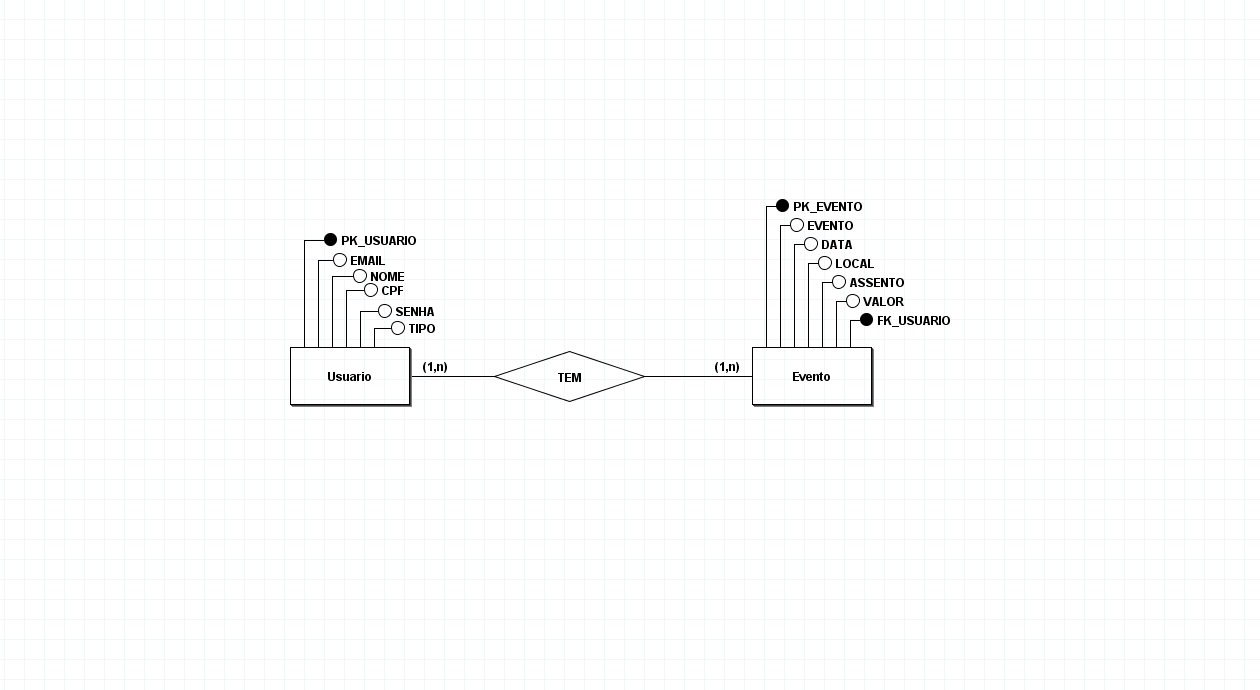 PK_USUARIO
EMAIL
NOME
CPF
SENHA
TIPO
Usuario
(1,n)
TEM
(1,n)
PK_EVENTO
EVENTO
DATA
LOCAL
ASSENTO
VALOR
FK_USUARIO
Evento